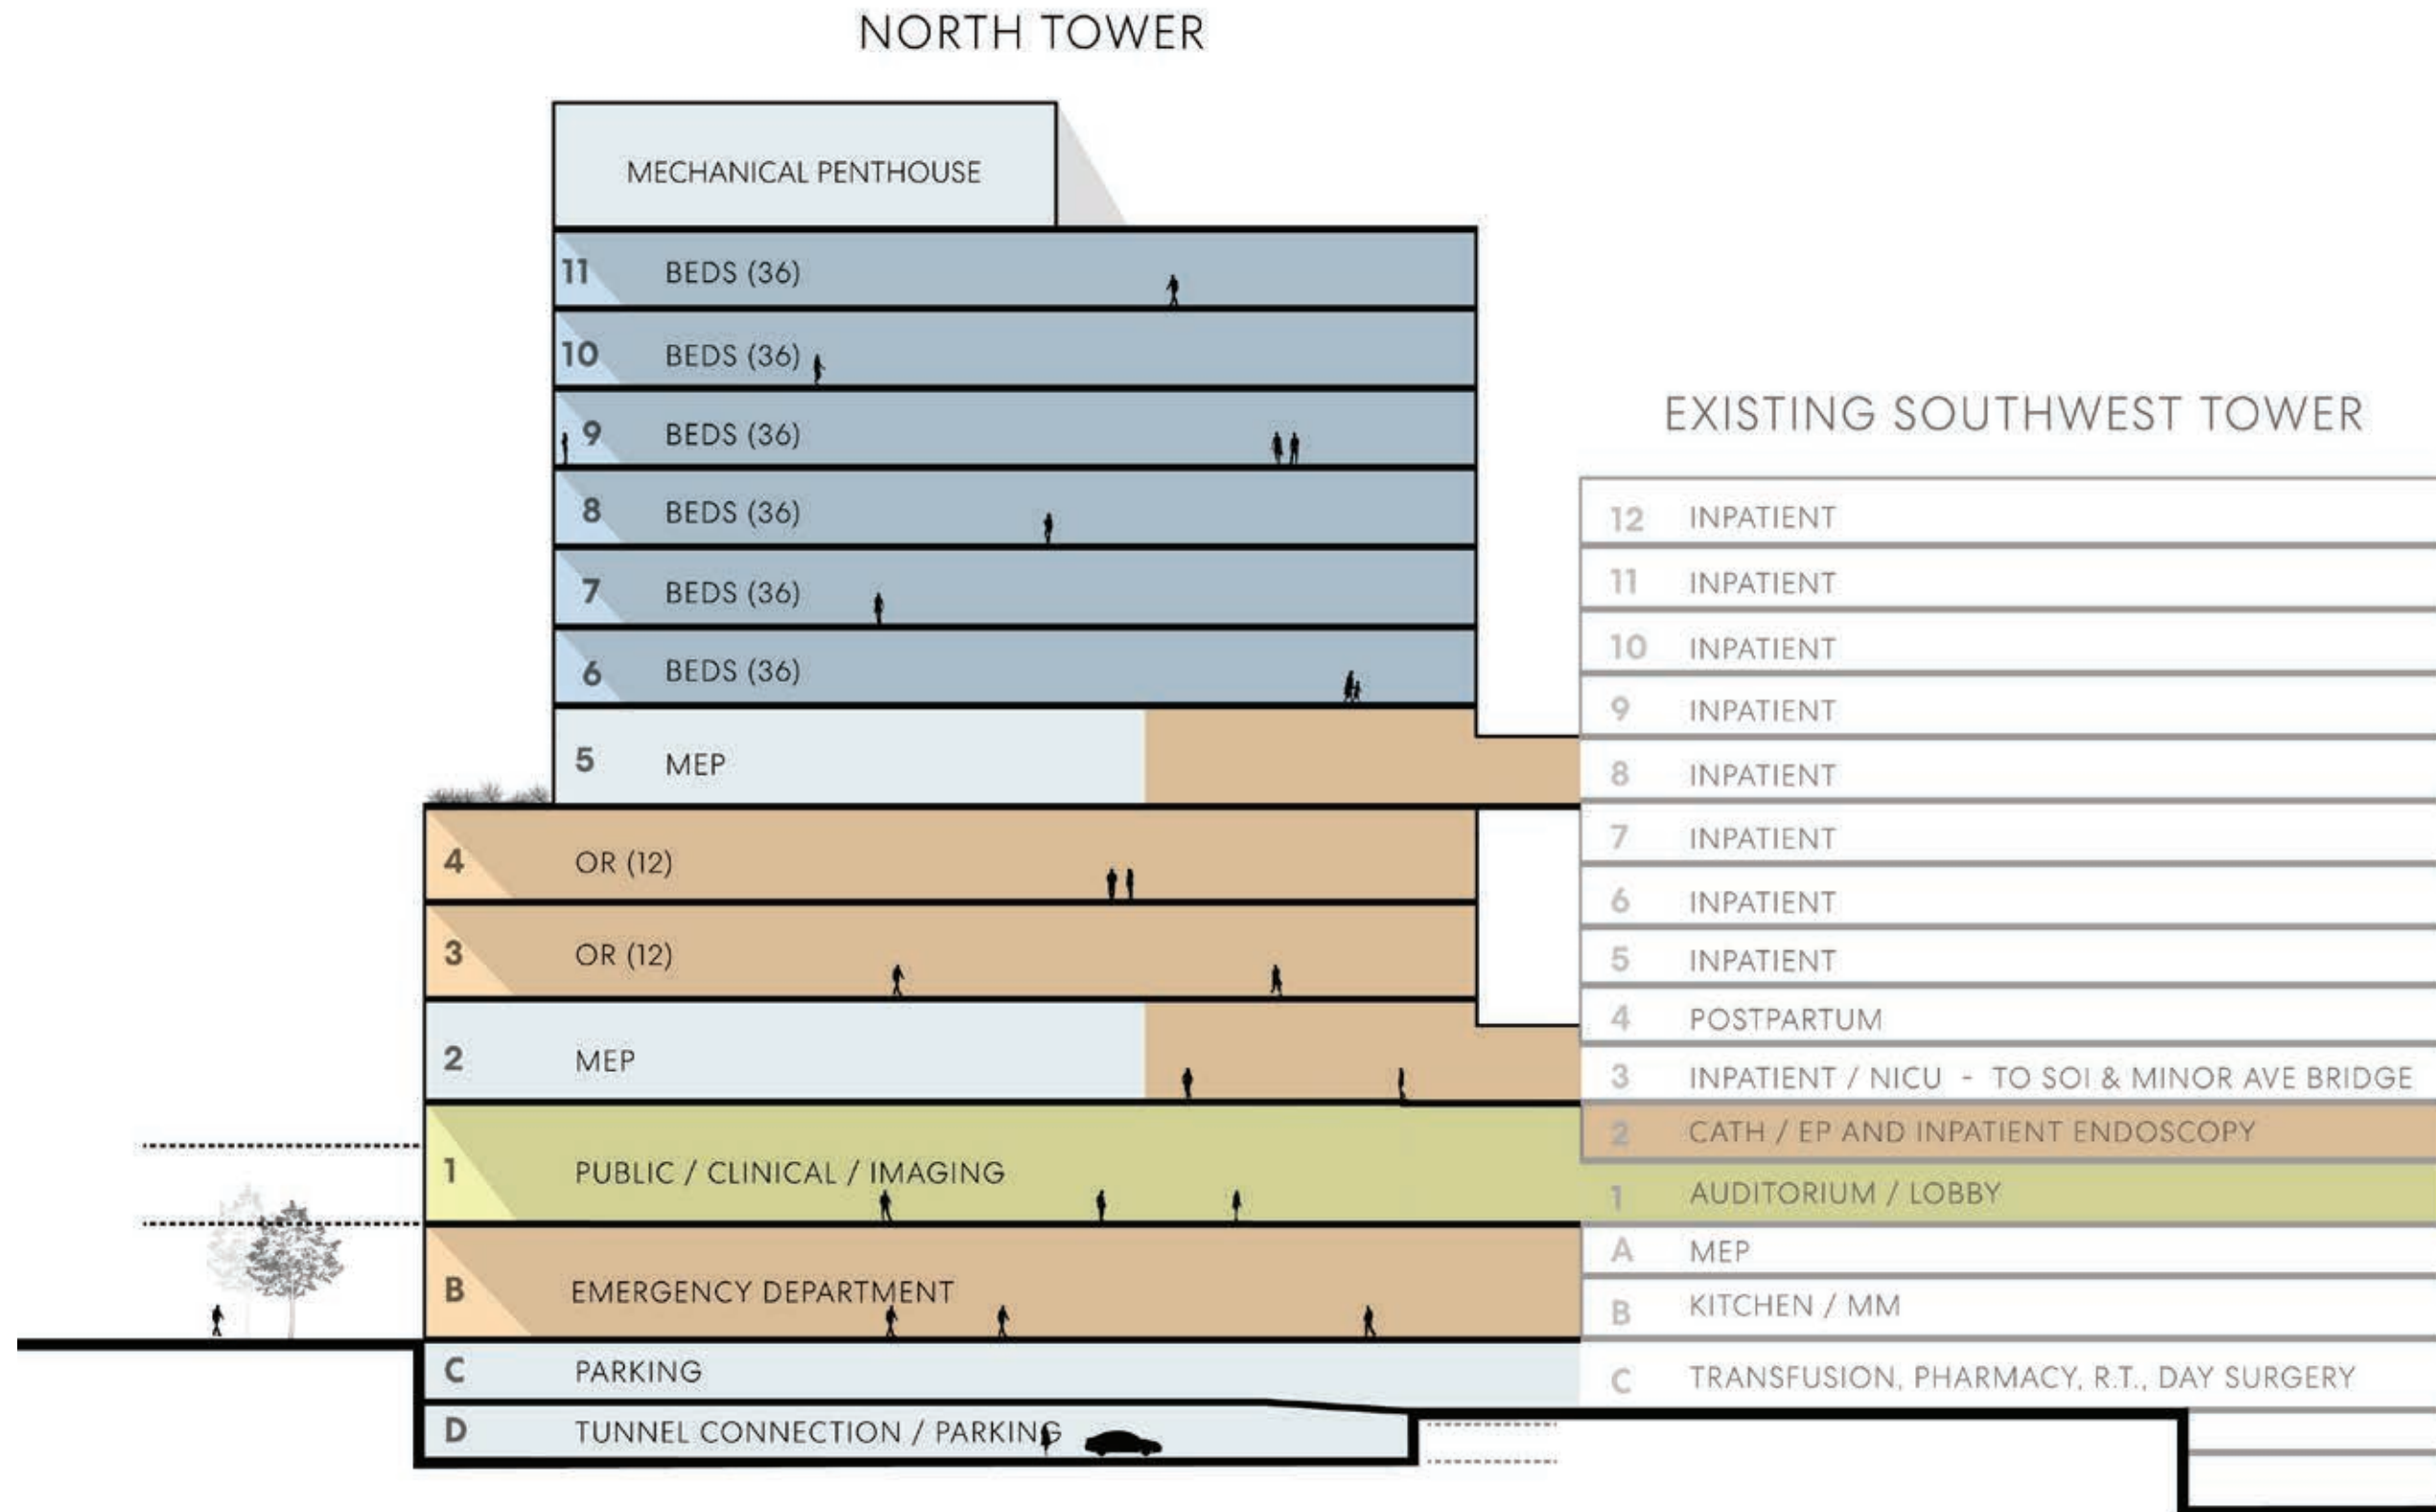 NORTH TOWER
MECHANICAL PENTHOUSE
11 BEDS (36)
10 BEDS (36)
9 BEDS (36)
8 BEDS (36)
7 BEDS (36)
6 BEDS (36)
5 MEP
4 OR (12)
3 OR (12)
2 MEP
1 PUBLIC / CLINICAL / IMAGING
B EMERGENCY DEPARTMENT
C PARKING
D TUNNEL CONNECTION / PARKING
EXISTING SOUTHWEST TOWER
12 INPATIENT
11 INPATIENT
10 INPATIENT
9 INPATIENT
8 INPATIENT
7 INPATIENT
6 INPATIENT
5 INPATIENT
4 POSTPARTUM
3 INPATIENT / NICU - TO SOI & MINOR AVE BRIDGE
2 CATH / EP AND INPATIENT ENDOSCOPY
1 AUDITORIUM / LOBBY
A MEP
B KITCHEN / MM
C TRANSFUSION, PHARMACY, R.T., DAY SURGERY